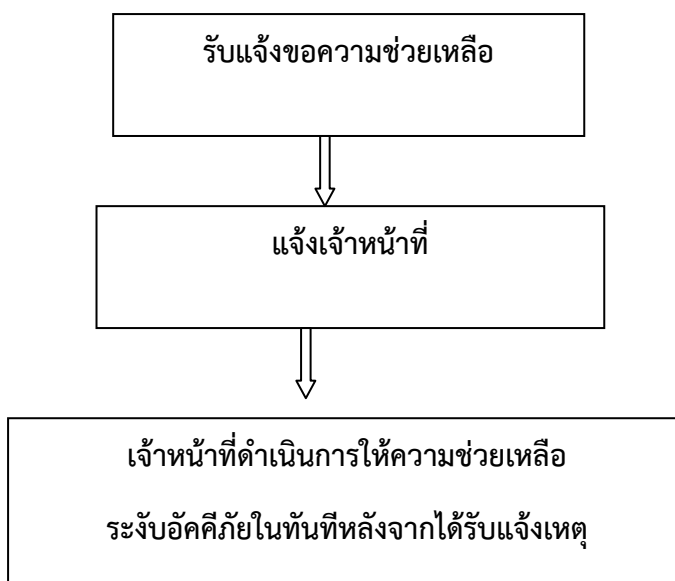 รับแจ้งขอความช่วยเหลือ
แจ้งเจ้าหน้าที่
เจ้าหน้าที่ดำเนินการให้ความช่วยเหลือ
ระงับอัคคีภัยในทันทีหลังจากได้รับแจ้งเหตุ